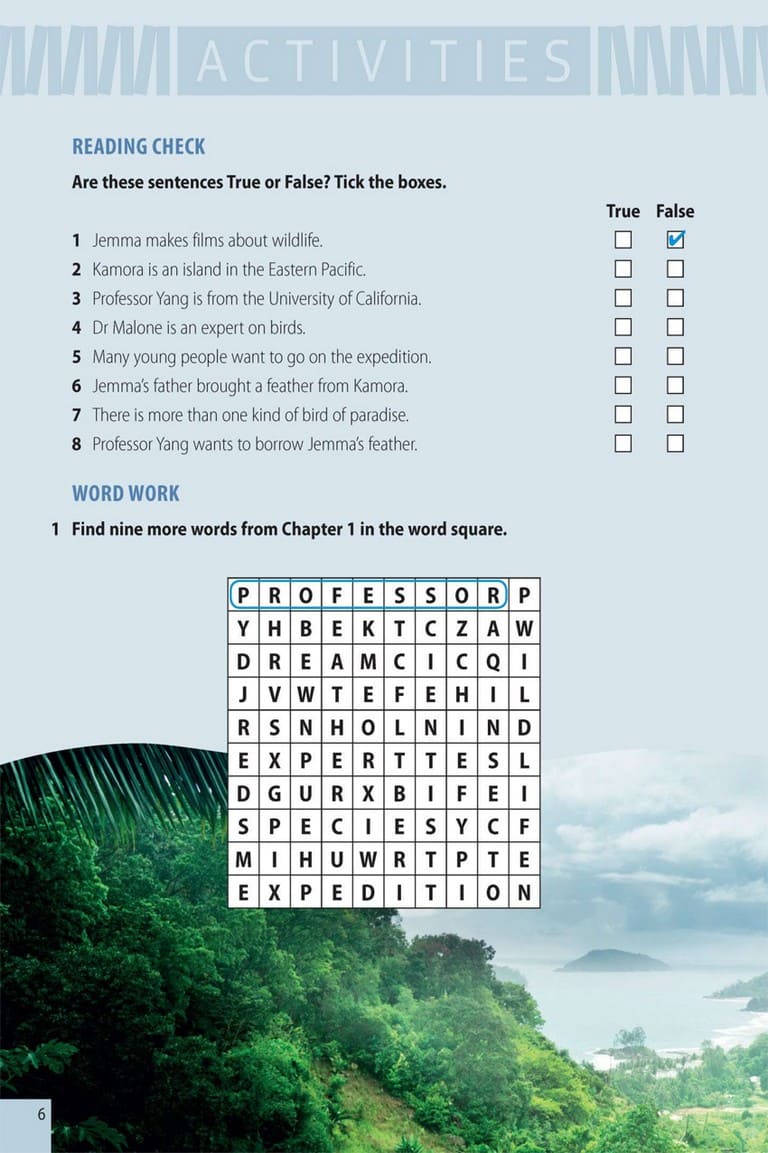 ACTIVITIES
READING CHECK
Are these sentences True or False? Tick the boxes.
True False
1 Jemma makes films about wildlife.
2 Kamora is an island in the Eastern Pacific.
3 Professor Yang is from the University of California.
4 Dr Malone is an expert on birds.
5 Many young people want to go on the expedition.
6 Jemma's father brought a feather from Kamora.
7 There is more than one kind of bird of paradise.
8 Professor Yang wants to borrow Jemma's feather.
WORD WORK
1 Find nine more words from Chapter 1 in the word square.
P R O F E S S O R P
Y H B E K T C Z A W
D R E A M C I C Q I
J V W T E F E H I L
R S N H O L N I N D
E X P E R T T E S L
D G U R X B I F E I
S P E C I E S Y C F
M I H U W R T P T E
E X P E D I T I O N
6